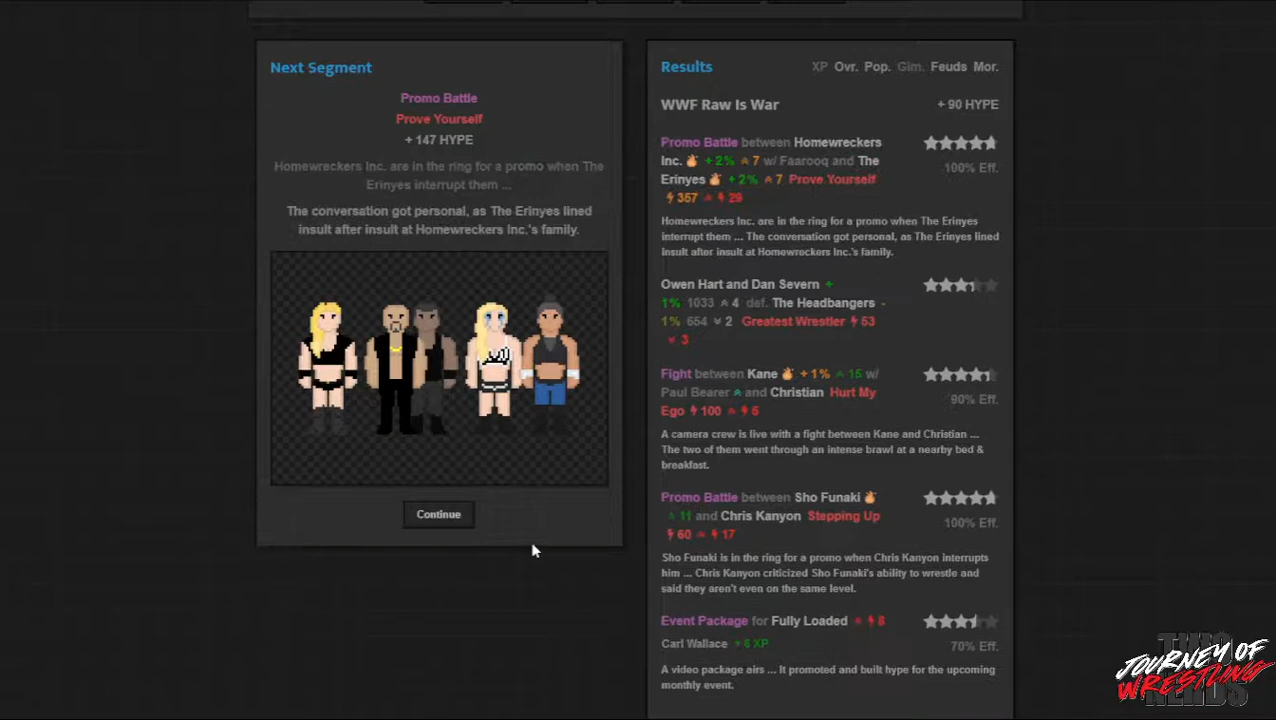 Next Segment
Promo Battle
Prove Yourself
+ 147 HYPE
Homewreckers Inc. are in the ring for a promo when The
Erinyes interrupt them ...
The conversation got personal, as The Erinyes lined
insult after insult at Homewreckers Inc.'s family.
Continue
Results XP Ovr. Pop. Gim. Feuds Mor.
WWF Raw Is War + 90 HYPE
Promo Battle between Homewreckers
Inc. +2% 7 w/ Faarooq and The
Erinyes +2% 7 Prove Yourself
357 29
100% Eff.
Homewreckers Inc. are in the ring for a promo when The
Erinyes interrupt them ... The conversation got personal, as The Erinyes lined
insult after insult at Homewreckers Inc.'s family.
Owen Hart and Dan Severn +
1% 1033 4 def. The Headbangers -
1% 654 2 Greatest Wrestler 53
3
Fight between Kane +1% 15 w/
Paul Bearer and Christian Hurt My
Ego 100 6
90% Eff.
A camera crew is live with a fight between Kane and Christian ...
The two of them went through an intense brawl at a nearby bed &
breakfast.
Promo Battle between Sho Funaki
11 and Chris Kanyon Stepping Up
60 17
100% Eff.
Sho Funaki is in the ring for a promo when Chris Kanyon interrupts
him ... Chris Kanyon criticized Sho Funaki's ability to wrestle and
said they aren't even on the same level.
Event Package for Fully Loaded 8
Carl Wallace + 6 XP
70% Eff.
A video package airs ... It promoted and built hype for the upcoming
monthly event.
JOURNEY OF
WRESTLING